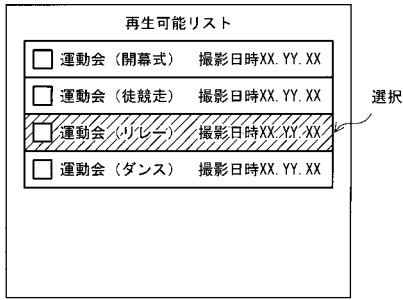 再生可能リスト
運動会（開幕式） 撮影日時XX. YY. XX
運動会（徒競走） 撮影日時XX. YY. XX
運動会（リレー） 撮影日時XX. YY. XX
選択
運動会（ダンス） 撮影日時XX. YY. XX